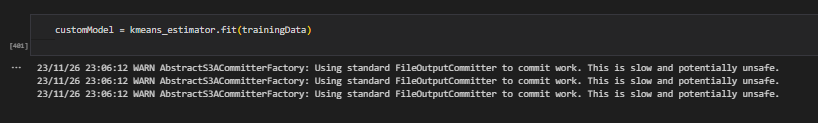 customModel = kmeans_estimator.fit(trainingData)
[401]
... 23/11/26 23:06:12 WARN AbstractS3ACommitterFactory: Using standard FileOutputCommitter to commit work. This is slow and potentially unsafe.
23/11/26 23:06:12 WARN AbstractS3ACommitterFactory: Using standard FileOutputCommitter to commit work. This is slow and potentially unsafe.
23/11/26 23:06:12 WARN AbstractS3ACommitterFactory: Using standard FileOutputCommitter to commit work. This is slow and potentially unsafe.